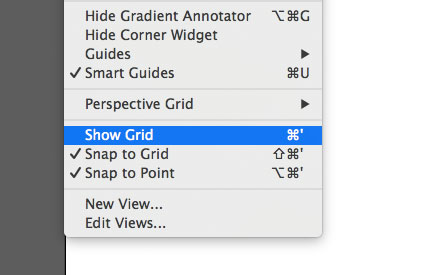 Hide Gradient Annotator ⌥⌘G
Hide Corner Widget
Guides ▶
✓ Smart Guides ⌘U
Perspective Grid ▶
Show Grid ⌘'
✓ Snap to Grid ⇧⌘'
✓ Snap to Point ⌥⌘'
New View...
Edit Views...